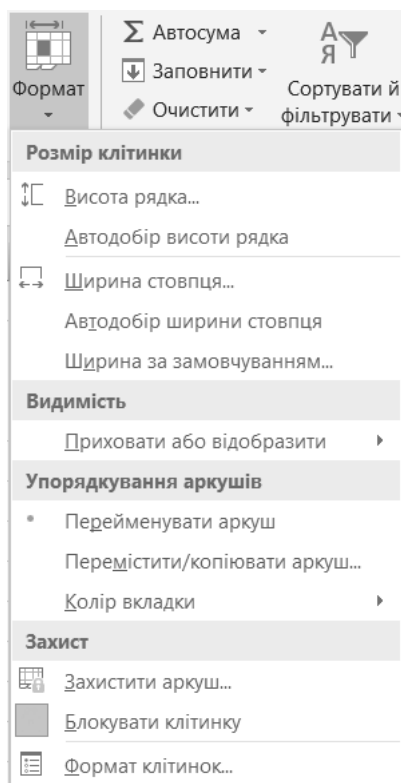 Формат
Σ Автосума
Заповнити
Очистити
А
Я
Сортувати й
фільтрувати
Розмір клітинки
Висота рядка...
Автодобір висоти рядка
Ширина стовпця...
Автодобір ширини стовпця
Ширина за замовчуванням...
Видимість
Приховати або відобразити
Упорядкування аркушів
Перейменувати аркуш
Перемістити/копіювати аркуш...
Колір вкладки
Захист
Захистити аркуш...
Блокувати клітинку
Формат клітинок...